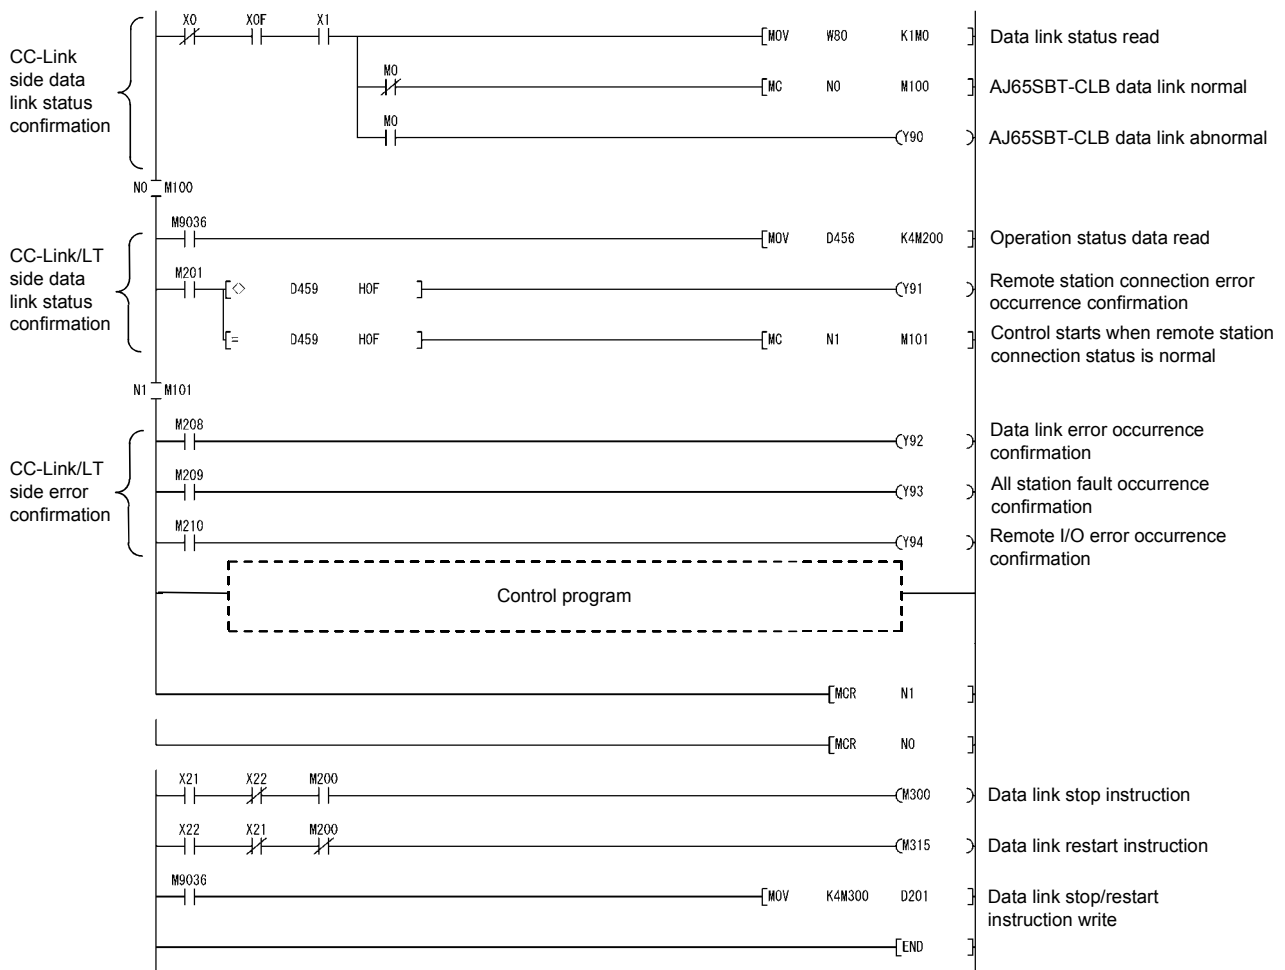 X0 X0F X1
CC-Link
side data
link status
confirmation
MOV W80 K1M0 Data link status read
M0
MC N0 M100 AJ65SBT-CLB data link normal
M0
Y90 AJ65SBT-CLB data link abnormal
N0 M100
M9036
CC-Link/LT
side data
link status
confirmation
MOV D456 K4M200 Operation status data read
M201
<> D459 H0F Y91 Remote station connection error
occurrence confirmation
= D459 H0F MC N1 M101 Control starts when remote station
connection status is normal
N1 M101
M208
CC-Link/LT
side error
confirmation
Y92 Data link error occurrence
confirmation
M209
Y93 All station fault occurrence
confirmation
M210
Y94 Remote I/O error occurrence
confirmation
Control program
MCR N1
MCR N0
X21 X22 M200
M300 Data link stop instruction
X22 X21 M200
M315 Data link restart instruction
M9036
MOV K4M300 D201 Data link stop/restart
instruction write
END